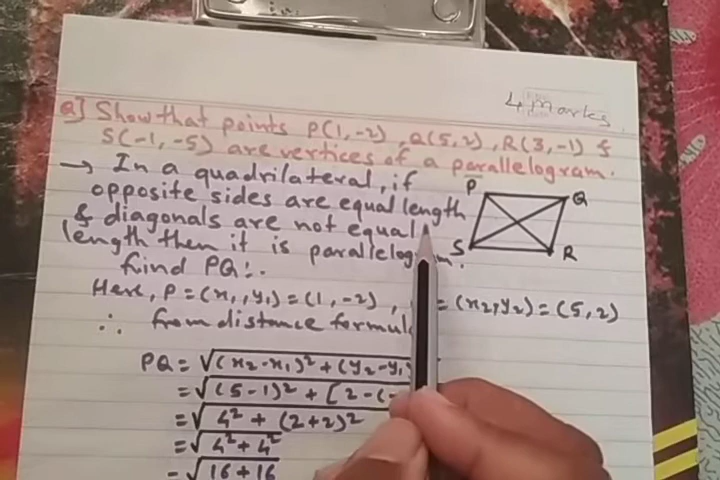 4 Marks
Q] Show that points P(1,-2), Q(5,2), R(3,-1) &
S(-1,-5) are vertices of a parallelogram.
→ In a quadrilateral, if
opposite sides are equal length
& diagonals are not equal
length then it is parallelogram.
P
Q
S
R
find PQ:.
Here, P = (x1, y1) = (1, -2), = (x2, y2) = (5, 2)
∴ from distance formul
PQ = √(x2-x1)² + (y2-y1)
= √(5-1)² + [2-(-
= √4² + (2+2)²
= √4² + 4²
= √16 + 16